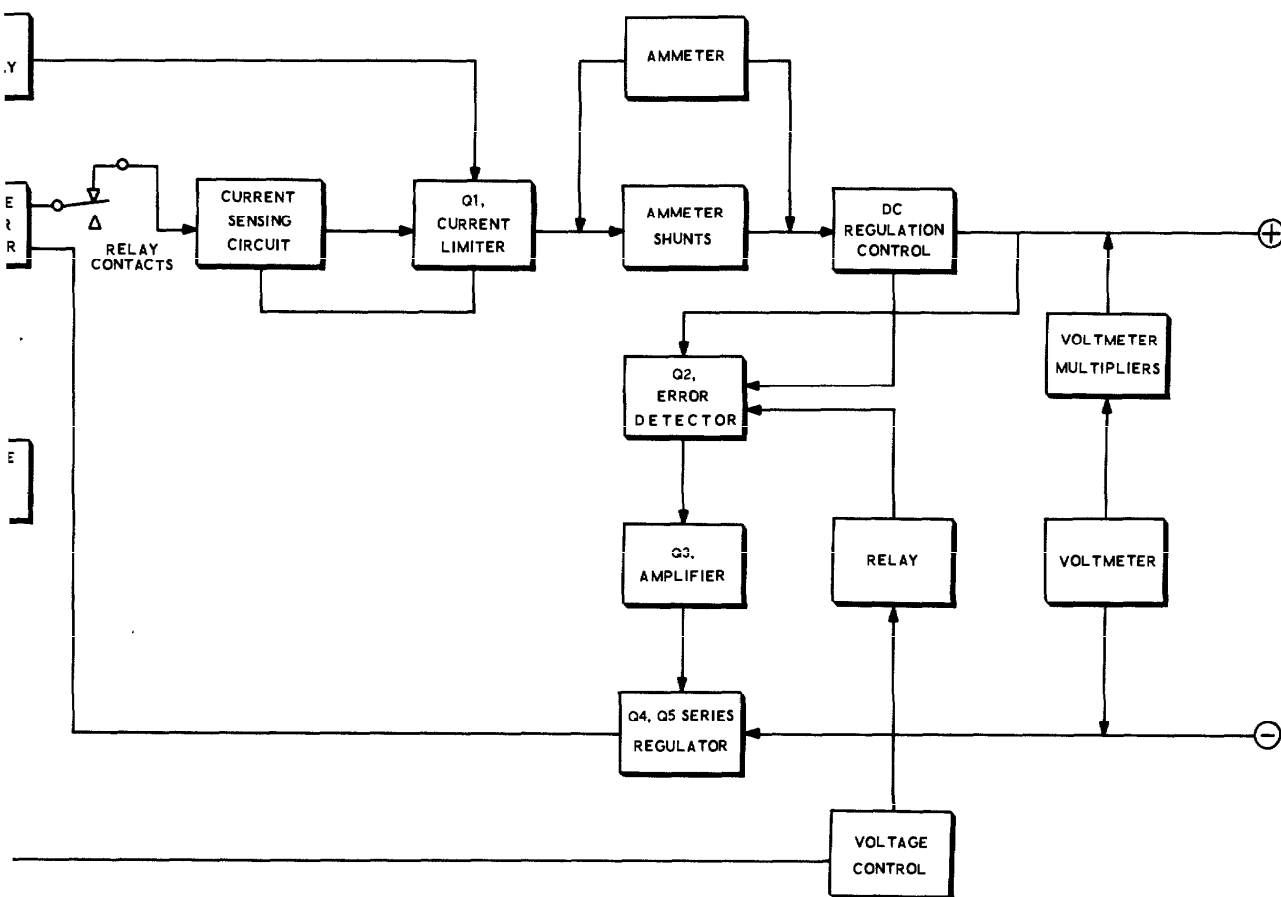 AMMETER
CURRENT
SENSING
CIRCUIT
Q1,
CURRENT
LIMITER
AMMETER
SHUNTS
DC
REGULATION
CONTROL
+
RELAY
CONTACTS
VOLTMETER
MULTIPLIERS
Q2,
ERROR
DETECTOR
Q3,
AMPLIFIER
RELAY
VOLTMETER
Q4, Q5 SERIES
REGULATOR
−
VOLTAGE
CONTROL